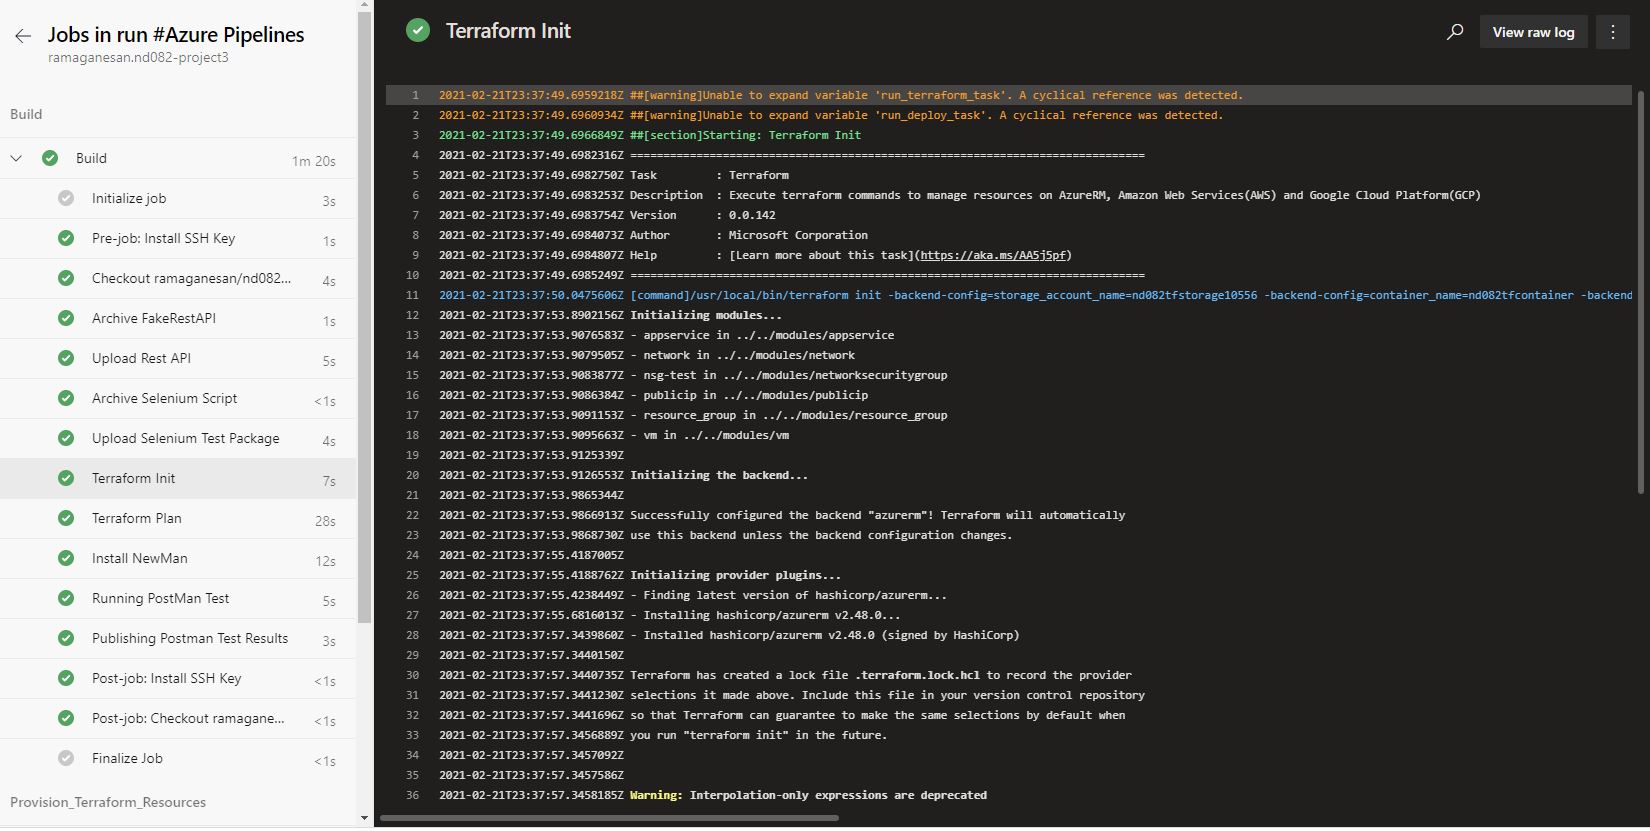 Jobs in run #Azure Pipelines
ramaganesan.nd082-project3
Build
Build 1m 20s
Initialize job 3s
Pre-job: Install SSH Key 1s
Checkout ramaganesan/nd082... 4s
Archive FakeRestAPI 1s
Upload Rest API 5s
Archive Selenium Script <1s
Upload Selenium Test Package 4s
Terraform Init 7s
Terraform Plan 28s
Install NewMan 12s
Running PostMan Test 5s
Publishing Postman Test Results 3s
Post-job: Install SSH Key <1s
Post-job: Checkout ramagane... <1s
Finalize Job <1s
Provision_Terraform_Resources
Terraform Init
View raw log
1 2021-02-21T23:37:49.6959218Z ##[warning]Unable to expand variable 'run_terraform_task'. A cyclical reference was detected.
2 2021-02-21T23:37:49.6960934Z ##[warning]Unable to expand variable 'run_deploy_task'. A cyclical reference was detected.
3 2021-02-21T23:37:49.6966849Z ##[section]Starting: Terraform Init
4 2021-02-21T23:37:49.6982316Z ==============================================================================
5 2021-02-21T23:37:49.6982750Z Task         : Terraform
6 2021-02-21T23:37:49.6983253Z Description  : Execute terraform commands to manage resources on AzureRM, Amazon Web Services(AWS) and Google Cloud Platform(GCP)
7 2021-02-21T23:37:49.6983754Z Version      : 0.0.142
8 2021-02-21T23:37:49.6984073Z Author       : Microsoft Corporation
9 2021-02-21T23:37:49.6984807Z Help         : [Learn more about this task](https://aka.ms/AA5j5pf)
10 2021-02-21T23:37:49.6985249Z ==============================================================================
11 2021-02-21T23:37:50.0475606Z [command]/usr/local/bin/terraform init -backend-config=storage_account_name=nd082tfstorage10556 -backend-config=container_name=nd082tfcontainer -backend
12 2021-02-21T23:37:53.8902156Z Initializing modules...
13 2021-02-21T23:37:53.9076583Z - appservice in ../../modules/appservice
14 2021-02-21T23:37:53.9079505Z - network in ../../modules/network
15 2021-02-21T23:37:53.9083877Z - nsg-test in ../../modules/networksecuritygroup
16 2021-02-21T23:37:53.9086384Z - publicip in ../../modules/publicip
17 2021-02-21T23:37:53.9091153Z - resource_group in ../../modules/resource_group
18 2021-02-21T23:37:53.9095663Z - vm in ../../modules/vm
19 2021-02-21T23:37:53.9125339Z
20 2021-02-21T23:37:53.9126553Z Initializing the backend...
21 2021-02-21T23:37:53.9865344Z
22 2021-02-21T23:37:53.9866913Z Successfully configured the backend "azurerm"! Terraform will automatically
23 2021-02-21T23:37:53.9868730Z use this backend unless the backend configuration changes.
24 2021-02-21T23:37:55.4187005Z
25 2021-02-21T23:37:55.4188762Z Initializing provider plugins...
26 2021-02-21T23:37:55.4238449Z - Finding latest version of hashicorp/azurerm...
27 2021-02-21T23:37:55.6816013Z - Installing hashicorp/azurerm v2.48.0...
28 2021-02-21T23:37:57.3439860Z - Installed hashicorp/azurerm v2.48.0 (signed by HashiCorp)
29 2021-02-21T23:37:57.3440150Z
30 2021-02-21T23:37:57.3440735Z Terraform has created a lock file .terraform.lock.hcl to record the provider
31 2021-02-21T23:37:57.3441230Z selections it made above. Include this file in your version control repository
32 2021-02-21T23:37:57.3441696Z so that Terraform can guarantee to make the same selections by default when
33 2021-02-21T23:37:57.3456889Z you run "terraform init" in the future.
34 2021-02-21T23:37:57.3457092Z
35 2021-02-21T23:37:57.3457586Z
36 2021-02-21T23:37:57.3458185Z Warning: Interpolation-only expressions are deprecated